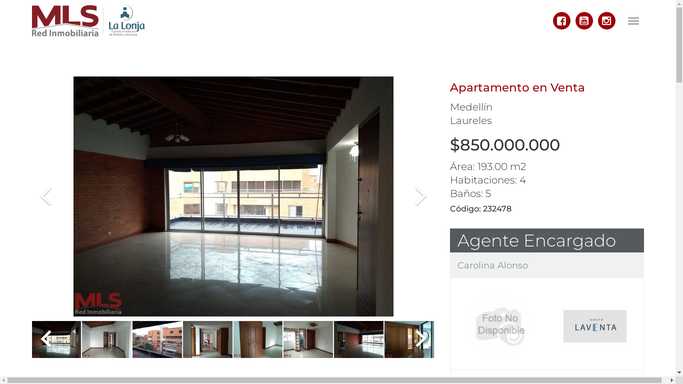 MLS
Red Inmobiliaria
La Lonja
Apartamento en Venta
Medellín
Laureles
$850.000.000
Área: 193.00 m2
Habitaciones: 4
Baños: 5
Código: 232478
Agente Encargado
Carolina Alonso
MLS
Red Inmobiliaria
Foto No
Disponible
LAVENTA